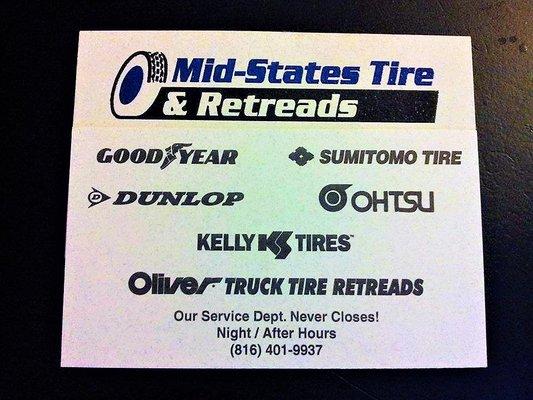 Mid-States Tire
& Retreads
GOODYEAR SUMITOMO TIRE
DUNLOP OHTSU
KELLY TIRES™
Oliver TRUCK TIRE RETREADS
Our Service Dept. Never Closes!
Night / After Hours
(816) 401-9937